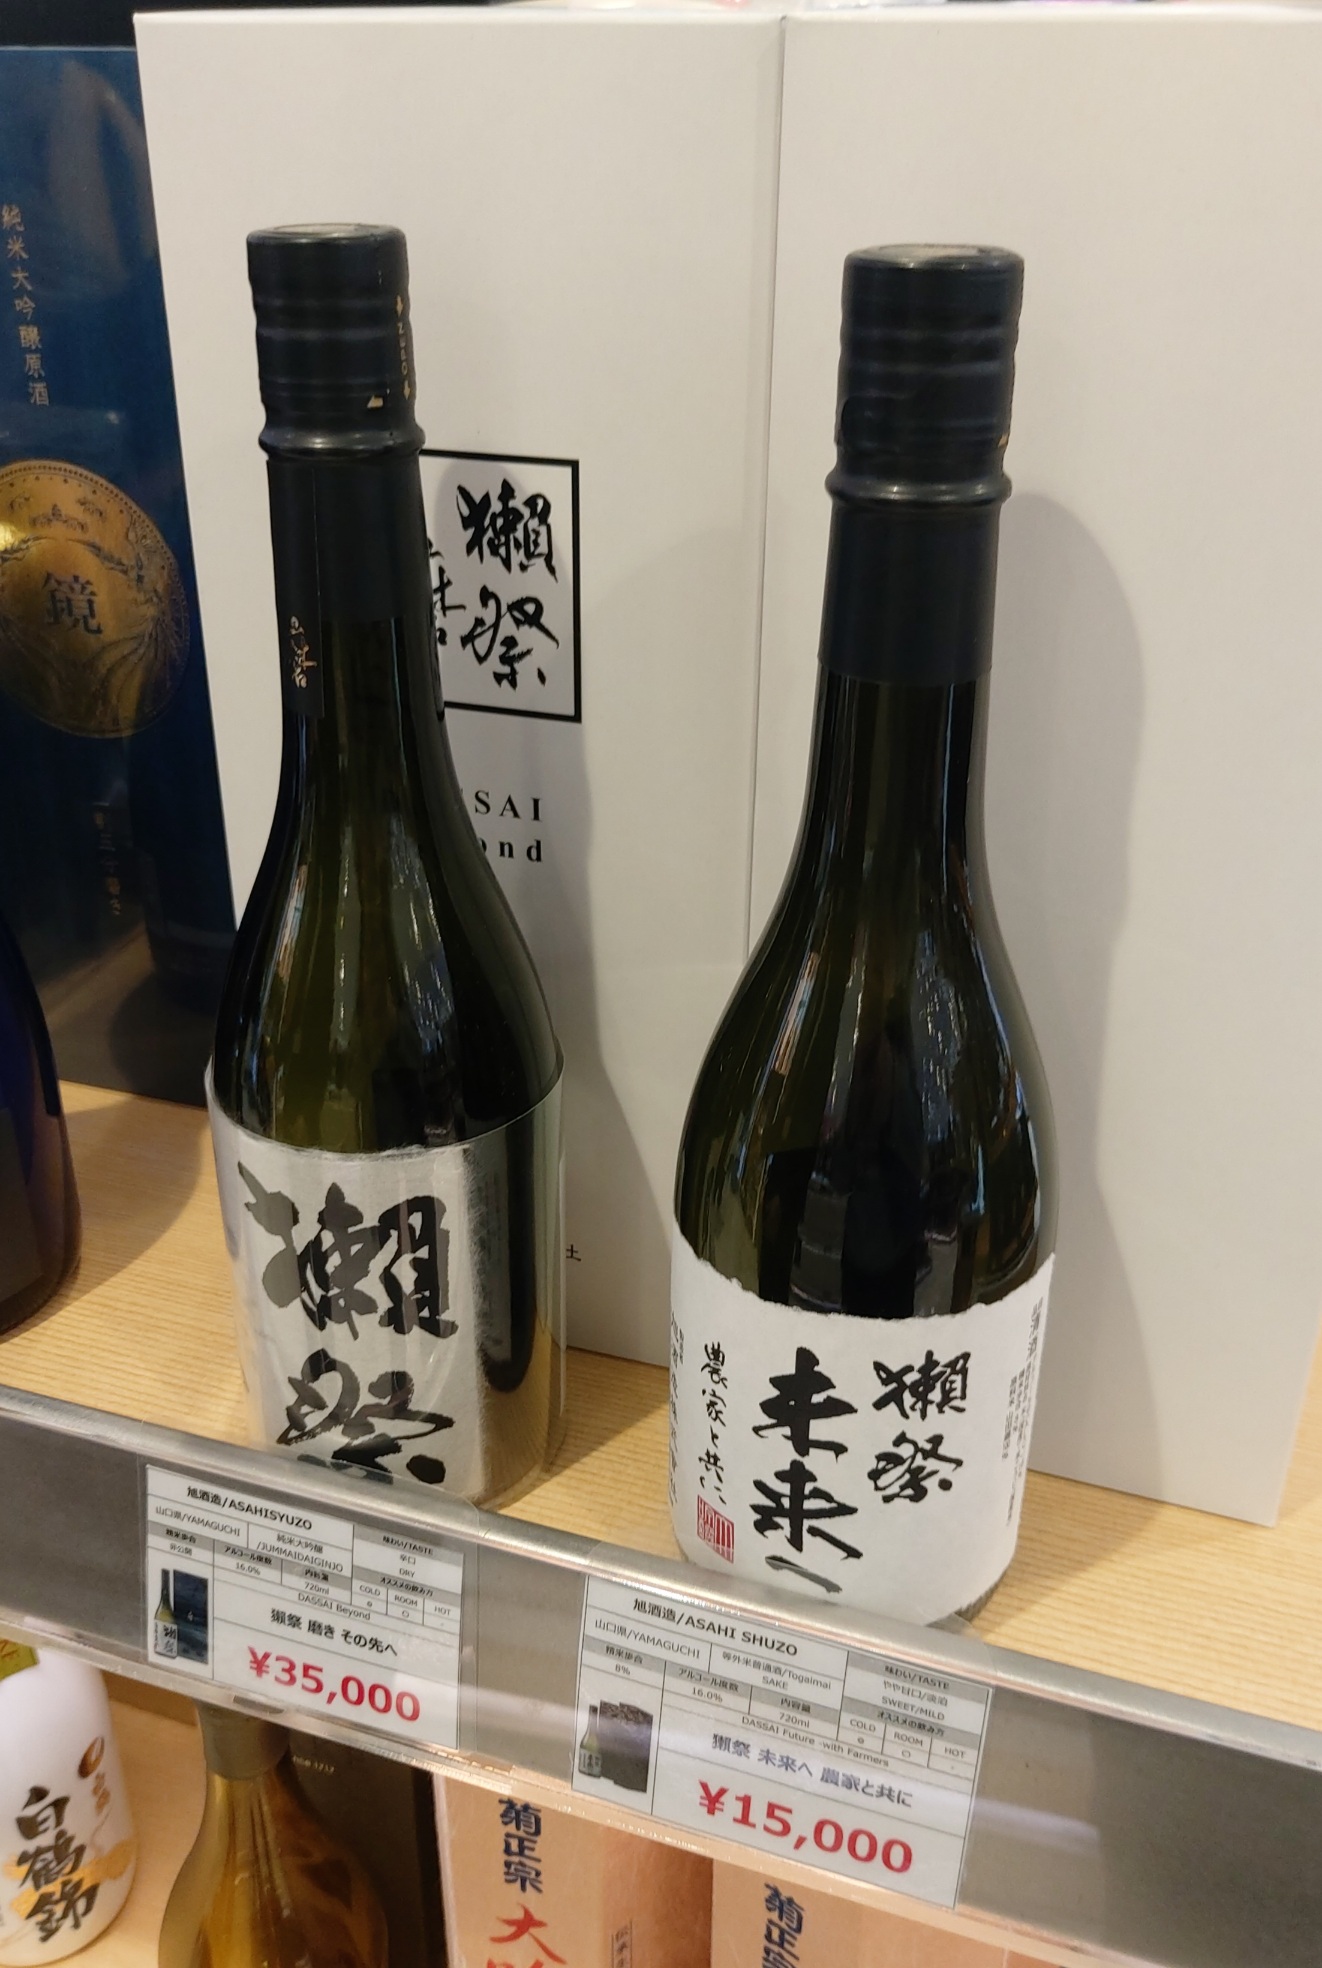 純米大吟醸原酒
鏡
OPEN
獺祭
磨
SAI
ond
土
獺祭
獺祭
未来へ
農家と共に
旭酒造/ASAHISYUZO
山口県/YAMAGUCHI
純米大吟醸
/JUMMAIDAIGINJO
味わい/TASTE
辛口
DRY
精米歩合
非公開
アルコール度数
16.0%
内容量
720ml
オススメの飲み方
COLD
ROOM
HOT
◎
○
DASSAI Beyond
獺祭 磨き その先へ
¥35,000
旭酒造/ASAHI SHUZO
山口県/YAMAGUCHI
等外米普通酒/Togaimai
SAKE
味わい/TASTE
やや甘口/淡泊
SWEET/MILD
精米歩合
8%
アルコール度数
16.0%
内容量
720ml
オススメの飲み方
COLD
ROOM
HOT
◎
○
DASSAI Future -with Farmers
獺祭 未来へ 農家と共に
¥15,000
白鶴錦
菊正宗
大
菊正宗